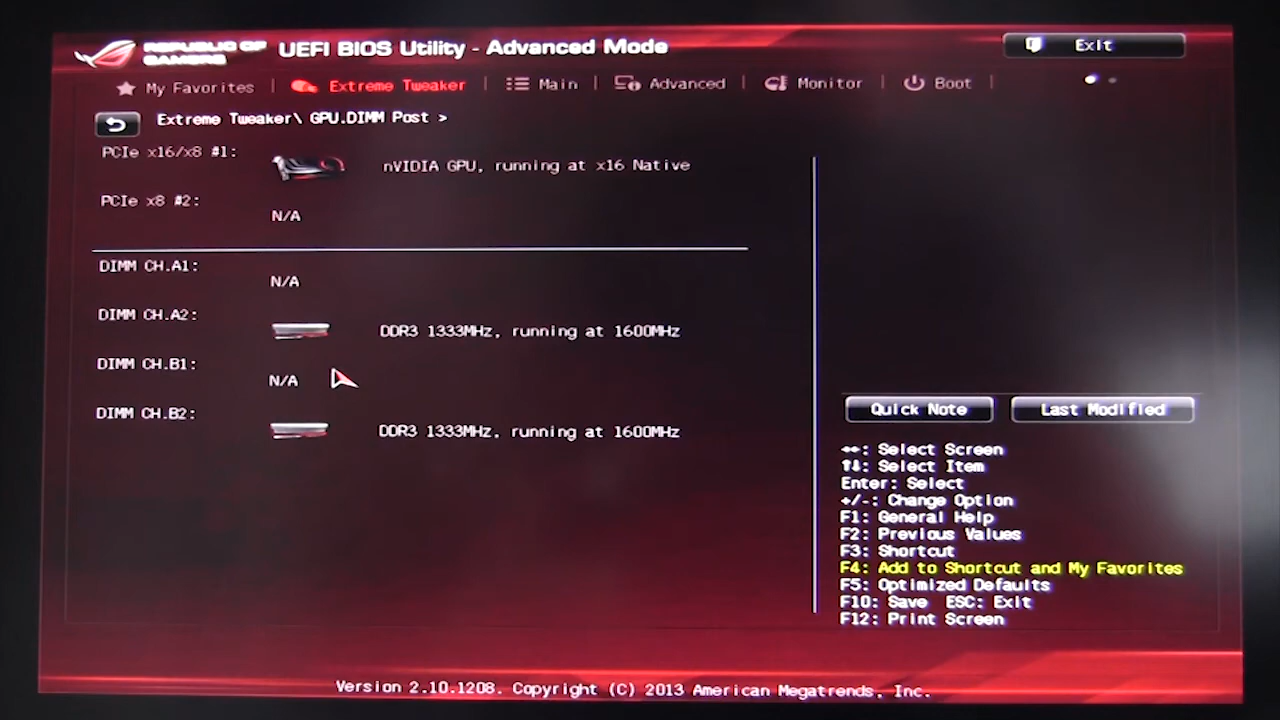 REPUBLIC OF GAMERS
UEFI BIOS Utility - Advanced Mode
Exit
My Favorites
Extreme Tweaker
Main
Advanced
Monitor
Boot
Extreme Tweaker\ GPU.DIMM Post >
PCIe x16/x8 #1:
nVIDIA GPU, running at x16 Native
PCIe x8 #2:
N/A
DIMM CH.A1:
N/A
DIMM CH.A2:
DDR3 1333MHz, running at 1600MHz
DIMM CH.B1:
N/A
DIMM CH.B2:
DDR3 1333MHz, running at 1600MHz
Quick Note
Last Modified
↔: Select Screen
↑↓: Select Item
Enter: Select
+/-: Change Option
F1: General Help
F2: Previous Values
F3: Shortcut
F4: Add to Shortcut and My Favorites
F5: Optimized Defaults
F10: Save ESC: Exit
F12: Print Screen
Version 2.10.1208. Copyright (C) 2013 American Megatrends, Inc.